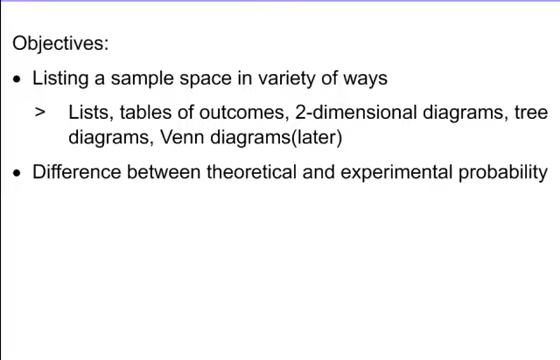 Objectives:
• Listing a sample space in variety of ways
> Lists, tables of outcomes, 2-dimensional diagrams, tree
diagrams, Venn diagrams(later)
• Difference between theoretical and experimental probability